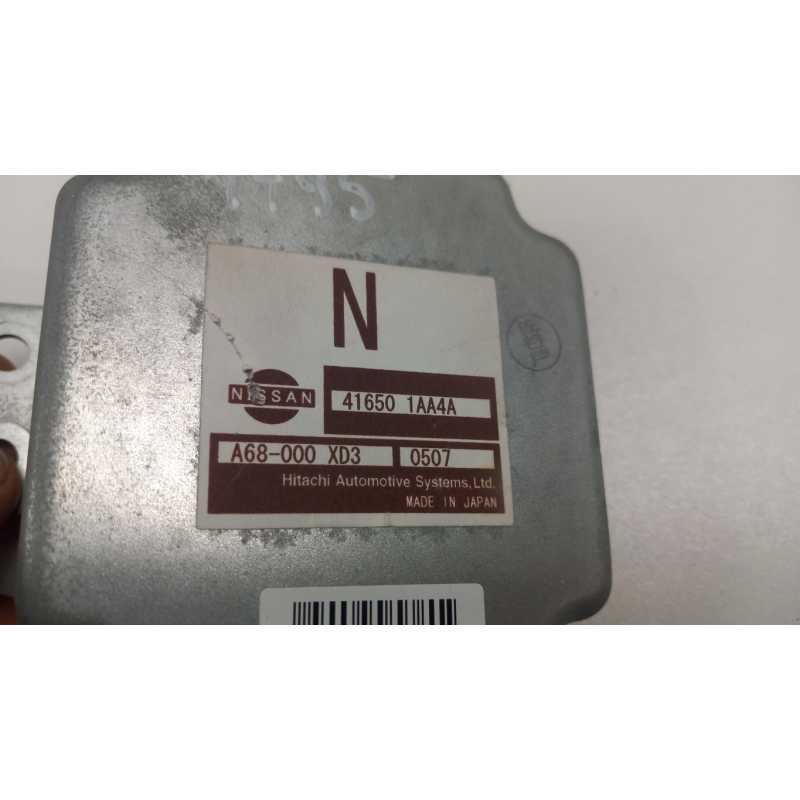 N
NISSAN
41650 1AA4A
A68-000 XD3 0507
Hitachi Automotive Systems, Ltd.
MADE IN JAPAN